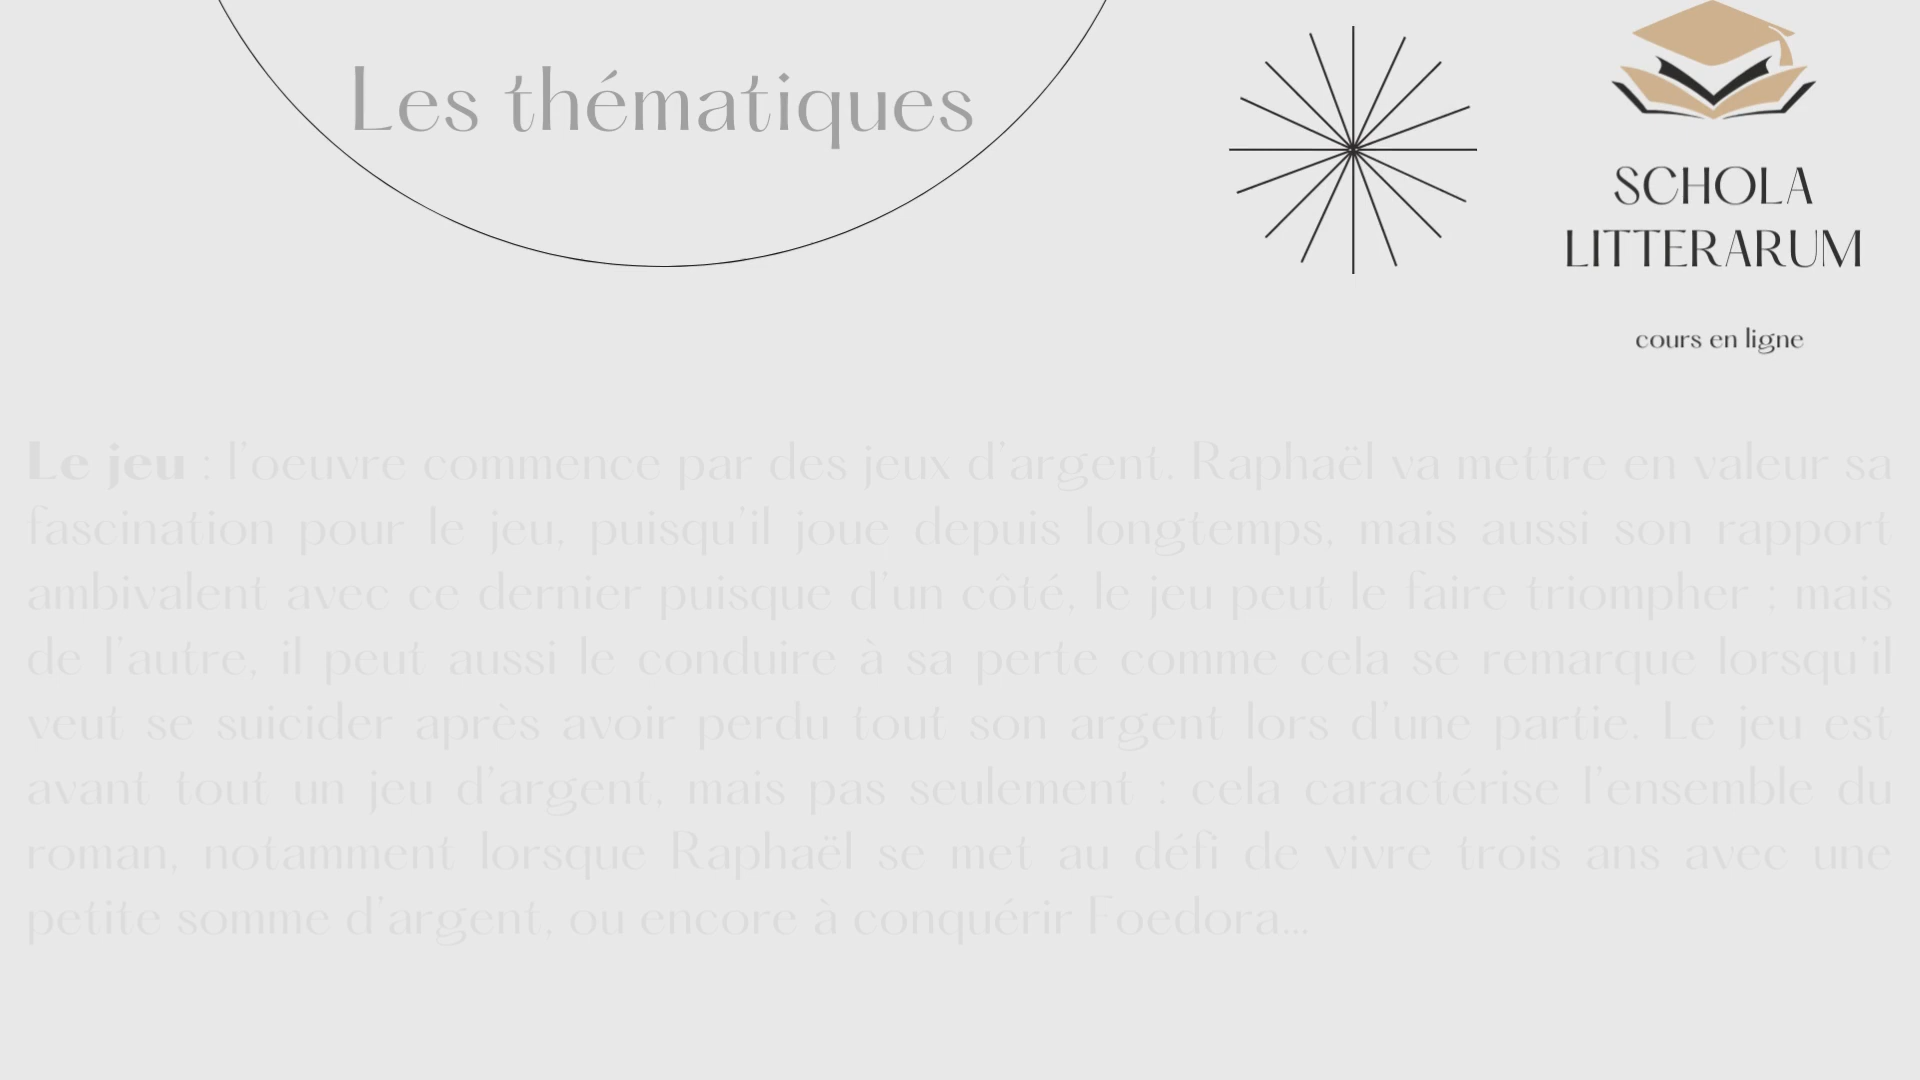 Les thématiques
SCHOLA
LITTERARUM
cours en ligne
Le jeu : l’oeuvre commence par des jeux d’argent. Raphaël va mettre en valeur sa
fascination pour le jeu, puisqu’il joue depuis longtemps, mais aussi son rapport
ambivalent avec ce dernier puisque d’un côté, le jeu peut le faire triompher : mais
de l’autre, il peut aussi le conduire à sa perte comme cela se remarque lorsqu’il
veut se suicider après avoir perdu tout son argent lors d’une partie. Le jeu est
avant tout un jeu d’argent, mais pas seulement : cela caractérise l’ensemble du
roman, notamment lorsque Raphaël se met au défi de vivre trois ans avec une
petite somme d’argent, ou encore à conquérir Foedora...